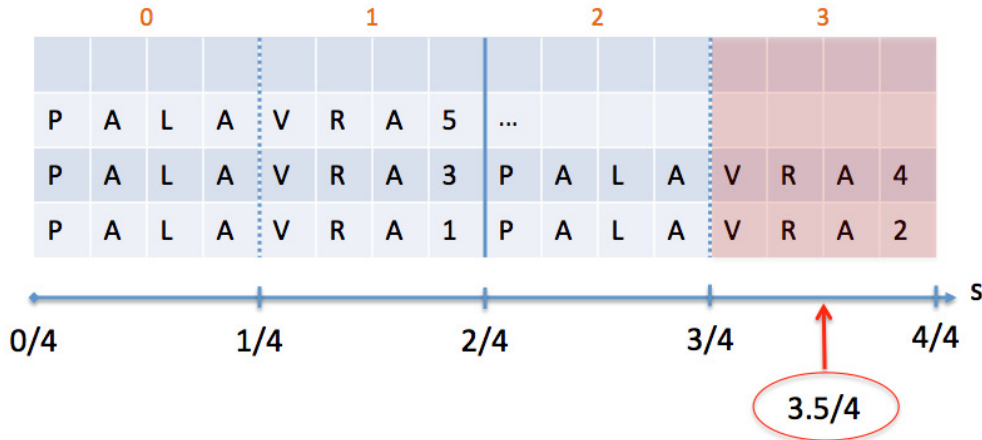 0 1 2 3
P A L A V R A 5 ...
P A L A V R A 3 P A L A V R A 4
P A L A V R A 1 P A L A V R A 2
s
0/4 1/4 2/4 3/4 4/4
3.5/4